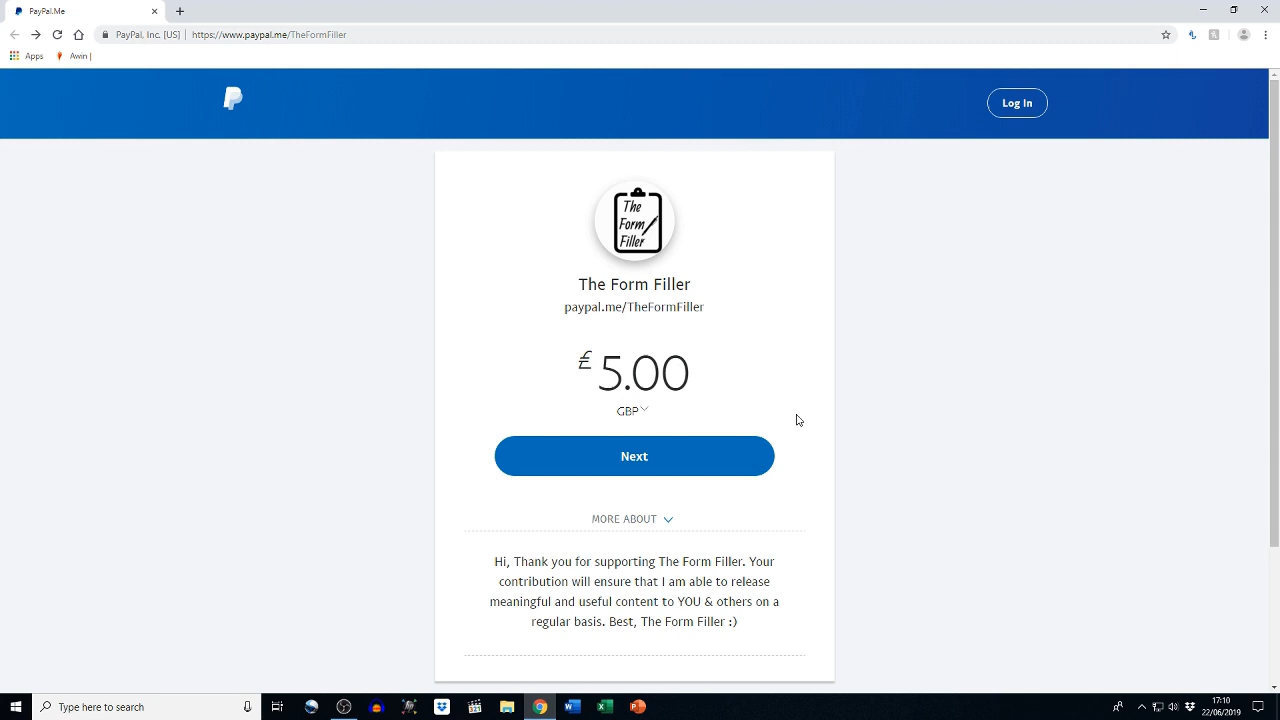 PayPal.Me
PayPal, Inc. [US] | https://www.paypal.me/TheFormFiller
Apps Awin |
Log In
The
Form
Filler
The Form Filler
paypal.me/TheFormFiller
£ 5.00
GBP
Next
MORE ABOUT
Hi, Thank you for supporting The Form Filler. Your
contribution will ensure that I am able to release
meaningful and useful content to YOU & others on a
regular basis. Best, The Form Filler :)
Type here to search
17:10
22/06/2019